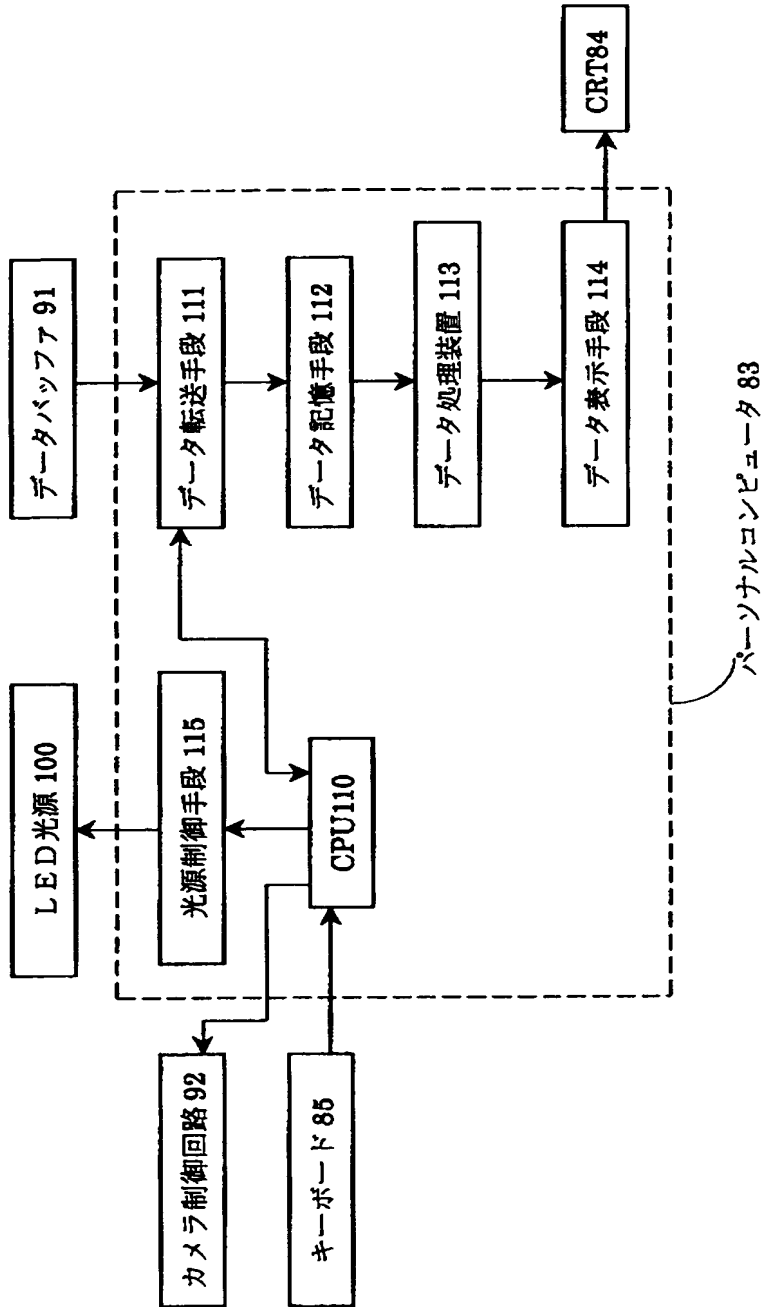 カメラ制御回路 92
キーボード 85
LED光源 100
光源制御手段 115
CPU110
データバッファ 91
データ転送手段 111
データ記憶手段 112
データ処理装置 113
データ表示手段 114
CRT84
パーソナルコンピュータ 83